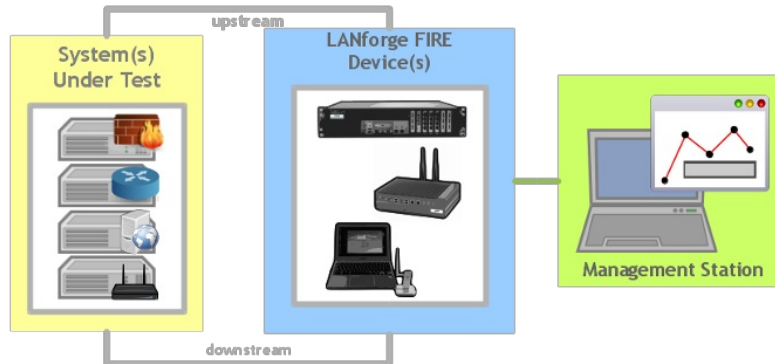 upstream
System(s)
Under Test
LANforge FIRE
Device(s)
Management Station
downstream